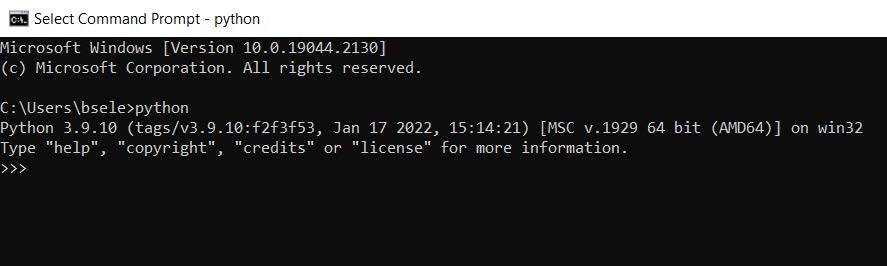 Select Command Prompt - python
Microsoft Windows [Version 10.0.19044.2130]
(c) Microsoft Corporation. All rights reserved.
C:\Users\bsele>python
Python 3.9.10 (tags/v3.9.10:f2f3f53, Jan 17 2022, 15:14:21) [MSC v.1929 64 bit (AMD64)] on win32
Type "help", "copyright", "credits" or "license" for more information.
>>>